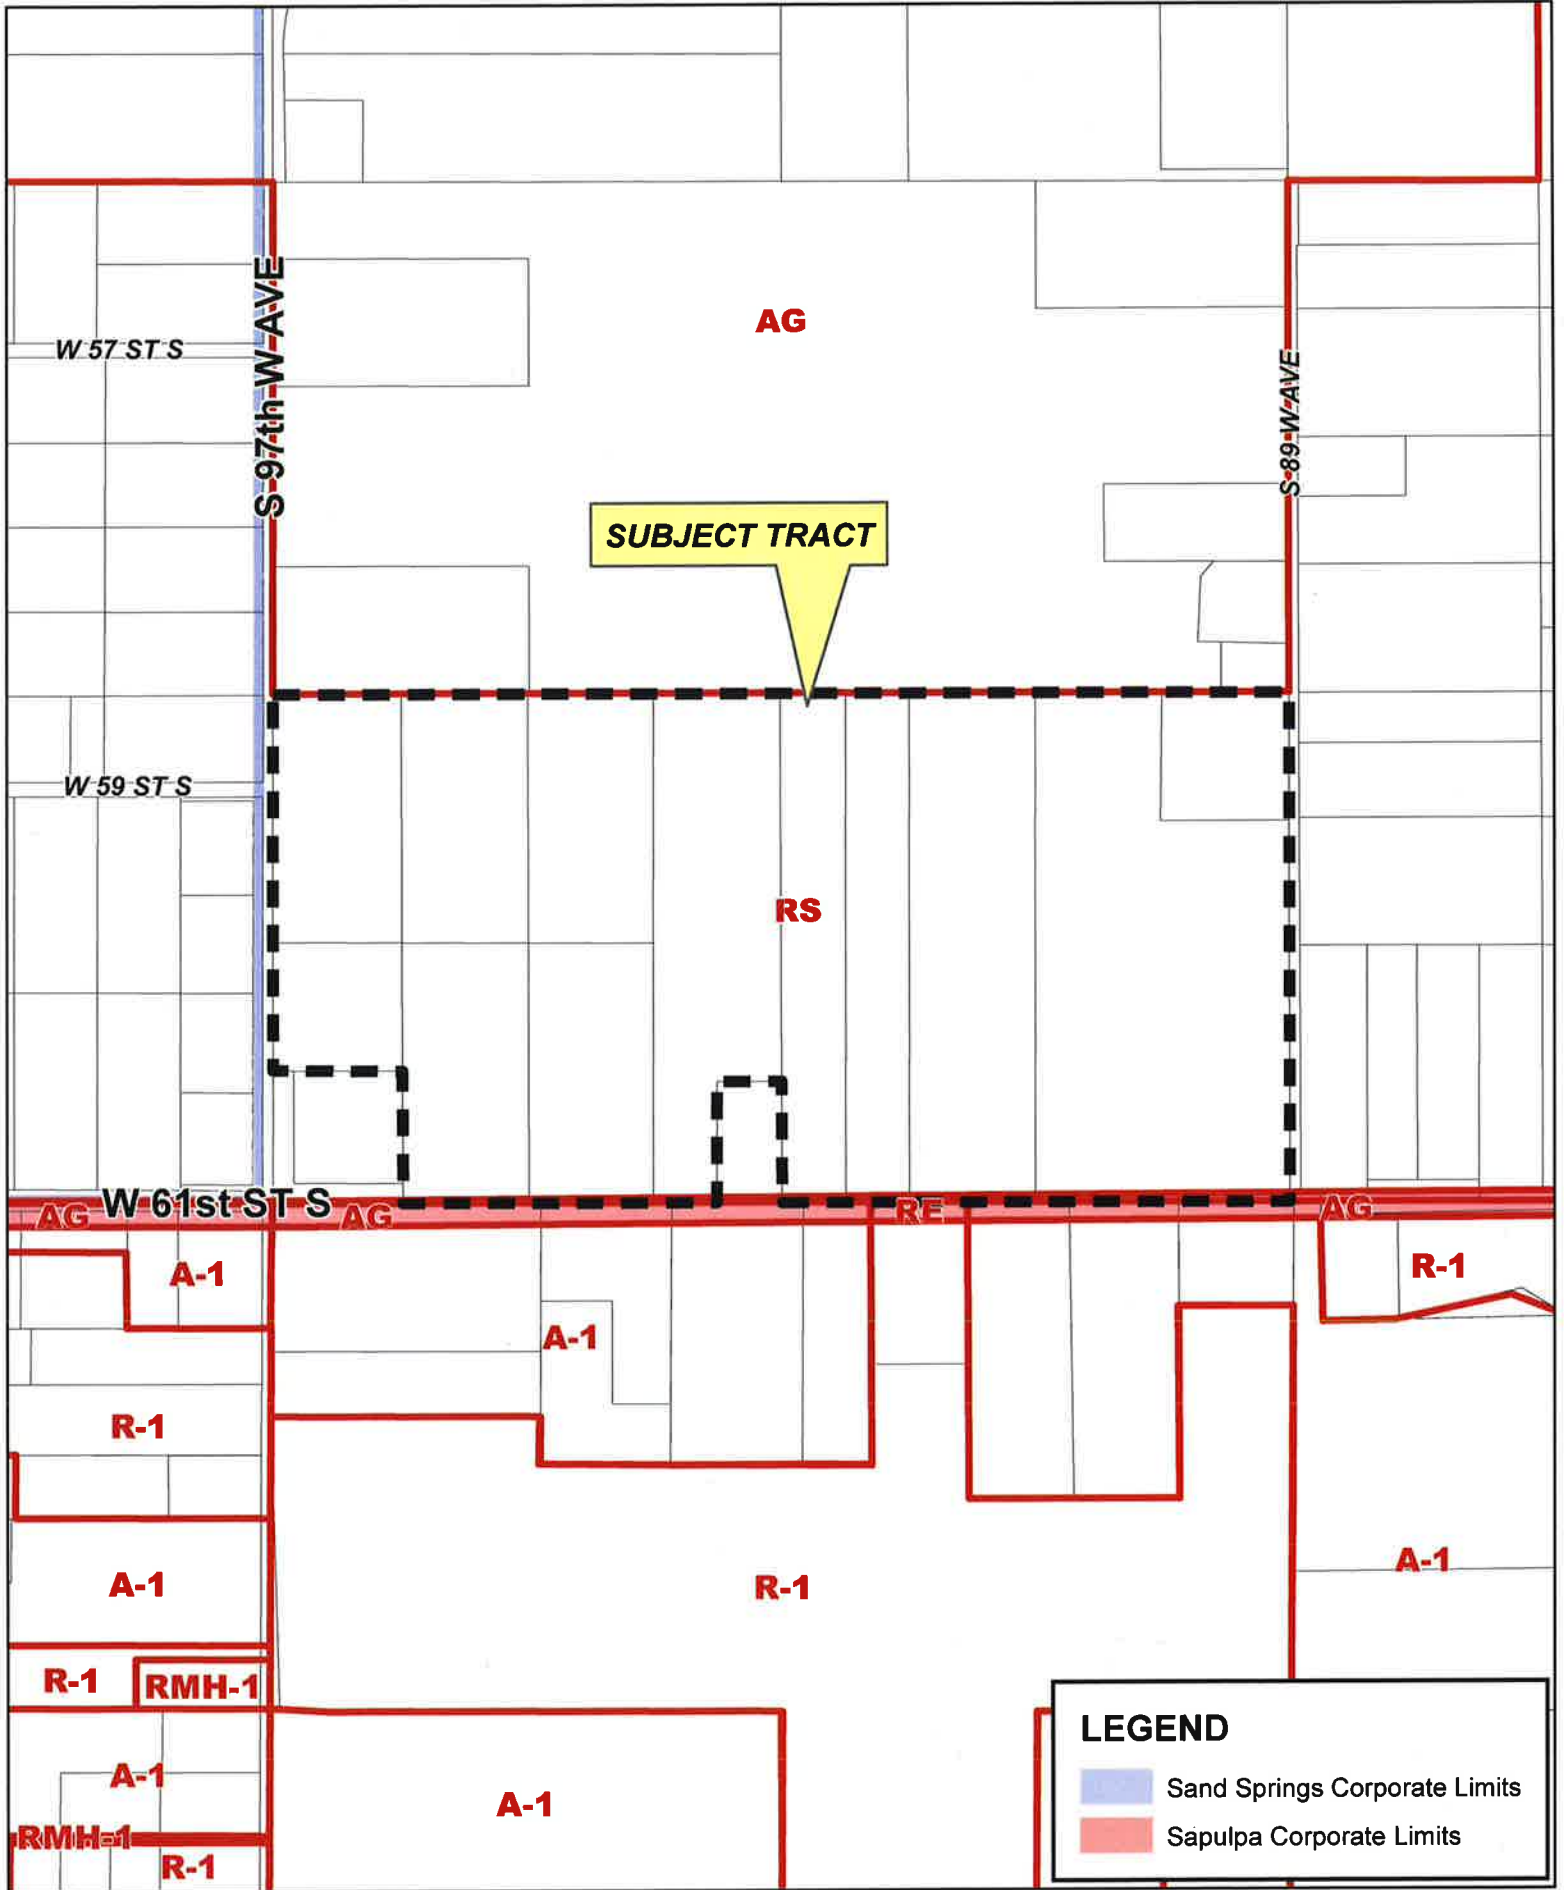 AG
W 57 ST S
S 97th W AVE
S 89 W AVE
SUBJECT TRACT
W 59 ST S
RS
W 61st ST S
AG
AG
RE
AG
A-1
R-1
A-1
R-1
A-1
R-1
A-1
R-1
RMH-1
A-1
A-1
RMH-1
R-1
LEGEND
Sand Springs Corporate Limits
Sapulpa Corporate Limits